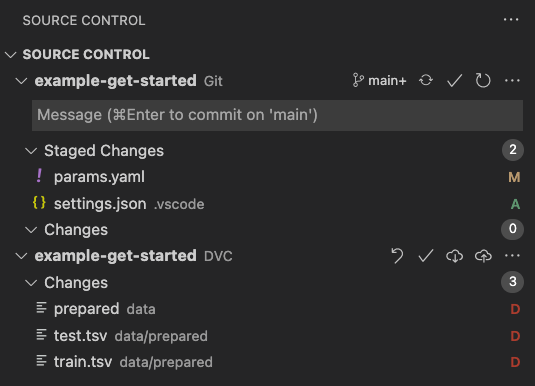 SOURCE CONTROL ...
SOURCE CONTROL
example-get-started Git main+ ...
Message (⌘Enter to commit on 'main')
Staged Changes 2
! params.yaml M
{} settings.json .vscode A
Changes 0
example-get-started DVC ...
Changes 3
prepared data D
test.tsv data/prepared D
train.tsv data/prepared D